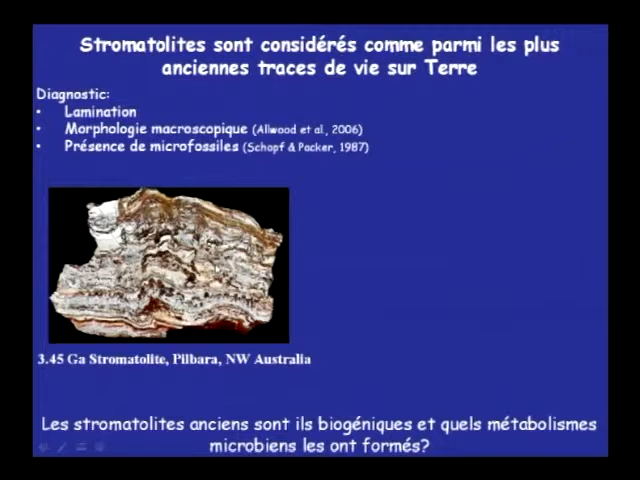 Stromatolites sont considérés comme parmi les plus
anciennes traces de vie sur Terre
Diagnostic:
• Lamination
• Morphologie macroscopique (Allwood et al., 2006)
• Présence de microfossiles (Schopf & Packer, 1987)
3.45 Ga Stromatolite, Pilbara, NW Australia
Les stromatolites anciens sont ils biogéniques et quels métabolismes
microbiens les ont formés?